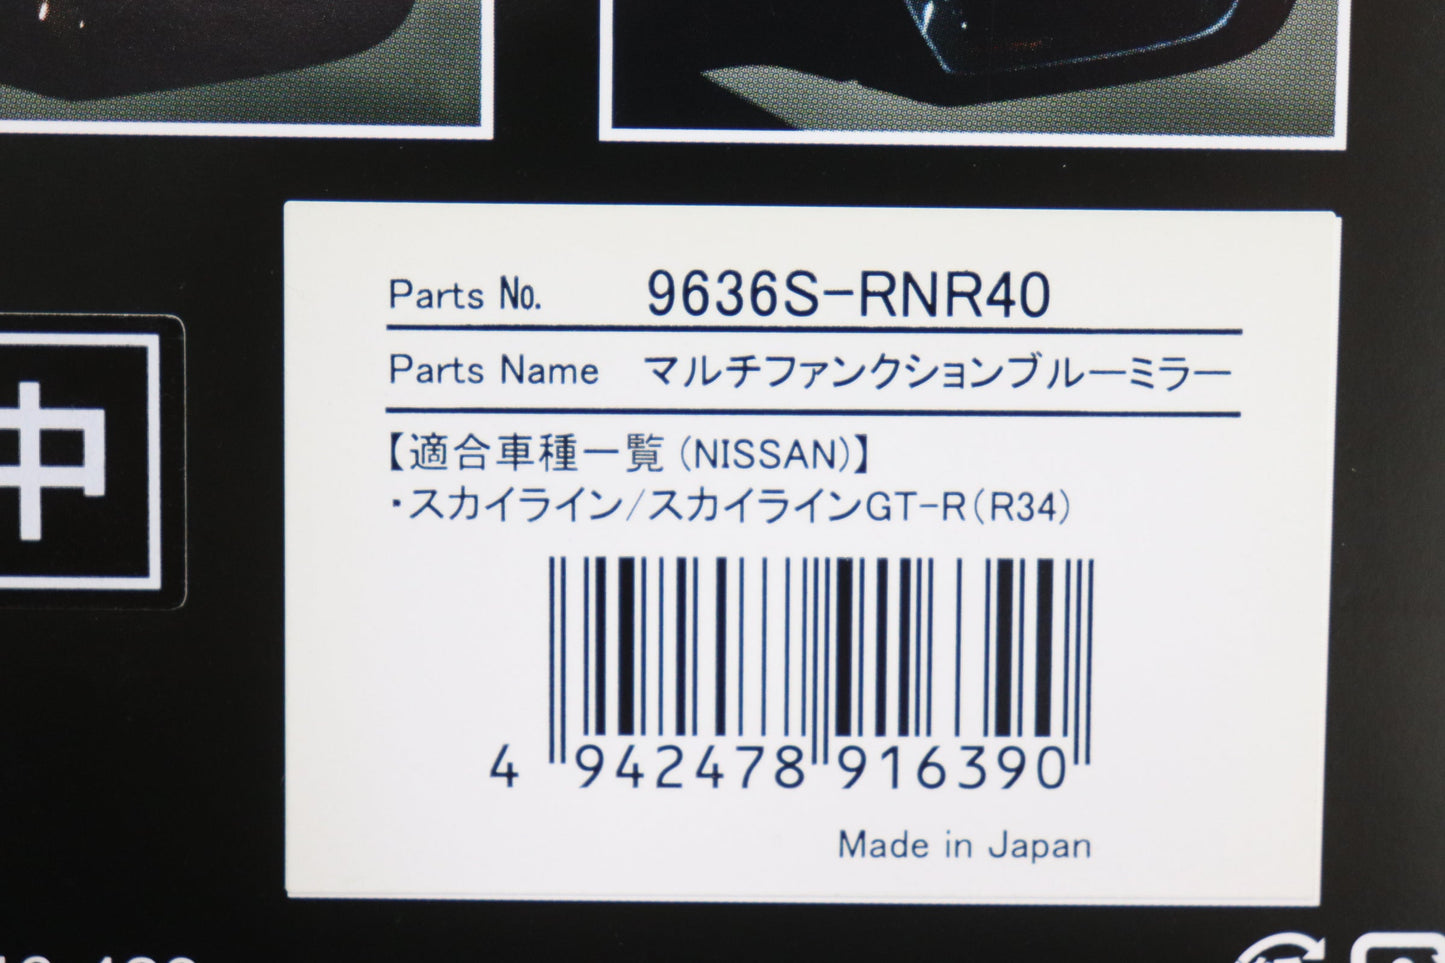 Parts No. 9636S-RNR40
Parts Name マルチファンクションブルーミラー
【適合車種一覧 (NISSAN)】
・スカイライン/スカイラインGT-R(R34)
中
4 942478 916390
Made in Japan